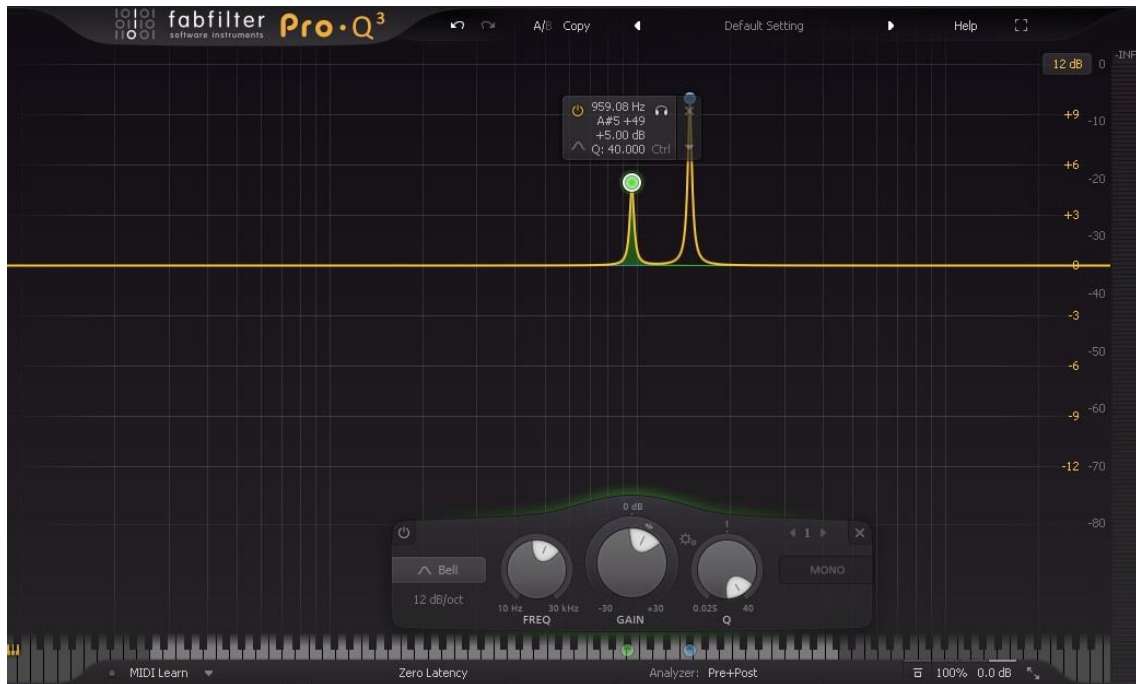 fabfilter
software instruments
Pro·Q³
A/B Copy
Default Setting
Help
-INF
12 dB 0
+9 -10
+6 -20
+3 -30
0 -40
-3 -50
-6 -60
-9
-12 -70
-80
959.08 Hz
A#5 +49
+5.00 dB
Q: 40.000 Ctrl
0 dB
1
1
Bell
MONO
12 dB/oct
10 Hz 30 kHz
-30 +30
0.025 40
FREQ
GAIN
Q
MIDI Learn
Zero Latency
Analyzer: Pre+Post
100% 0.0 dB